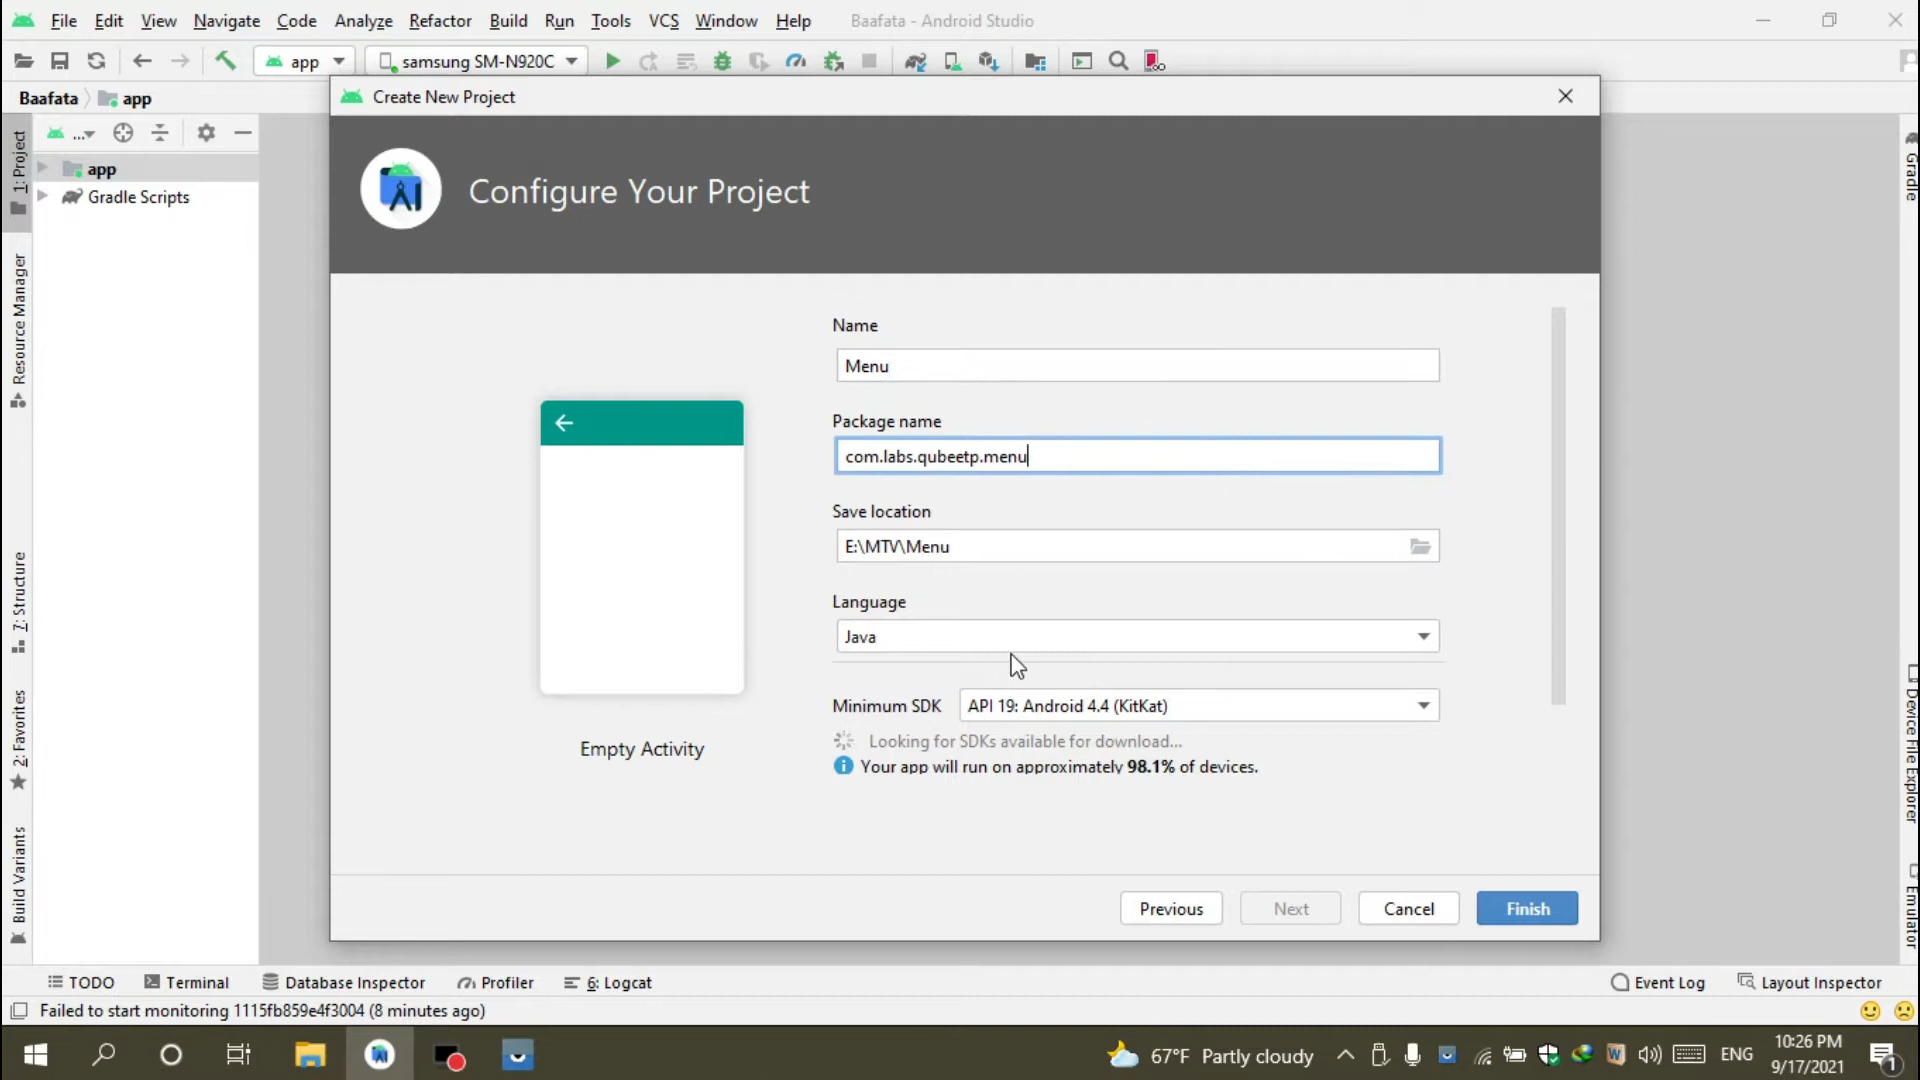 File Edit View Navigate Code Analyze Refactor Build Run Tools VCS Window Help Baafata - Android Studio
app samsung SM-N920C
Baafata app
Create New Project
...
1: Project
app
Gradle Scripts
Resource Manager
7: Structure
2: Favorites
Build Variants
Configure Your Project
Name
Menu
Package name
com.labs.qubeetp.menu
Save location
E:\MTV\Menu
Language
Java
Minimum SDK API 19: Android 4.4 (KitKat)
Looking for SDKs available for download...
Your app will run on approximately 98.1% of devices.
Empty Activity
Previous Next Cancel Finish
Gradle
Device File Explorer
Emulator
TODO Terminal Database Inspector Profiler 6: Logcat Event Log Layout Inspector
Failed to start monitoring 1115fb859e4f3004 (8 minutes ago)
67°F Partly cloudy ENG 10:26 PM
9/17/2021
1